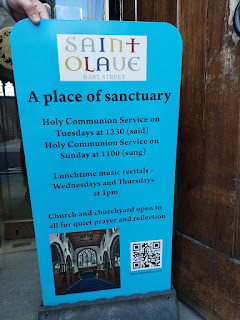 SAINT
OLAVE
HART STREET
A place of sanctuary
Holy Communion Service on
Tuesdays at 1230 (said)
Holy Communion Service on
Sunday at 1100 (sung)
Lunchtime music recitals -
Wednesdays and Thursdays
at 1pm
Church and churchyard open to
all for quiet prayer and reflection